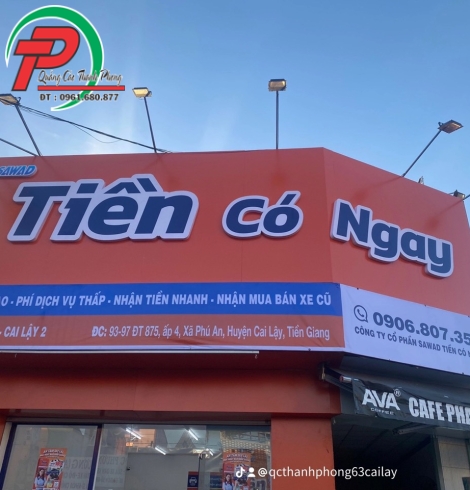 Quảng Cáo Thành Phong
ĐT : 0961.680.877
SAWAD
Tiền Có Ngay
- PHÍ DỊCH VỤ THẤP - NHẬN TIỀN NHANH - NHẬN MUA BÁN XE CŨ
- CAI LẬY 2
ĐC: 93-97 ĐT 875, ấp 4, Xã Phú An, Huyện Cai Lậy, Tiền Giang
0906.807.35
CÔNG TY CỔ PHẦN SAWAD TIỀN CÓ
AVA
COFFEE
CAFE PHA
@qcthanhphong63cailay